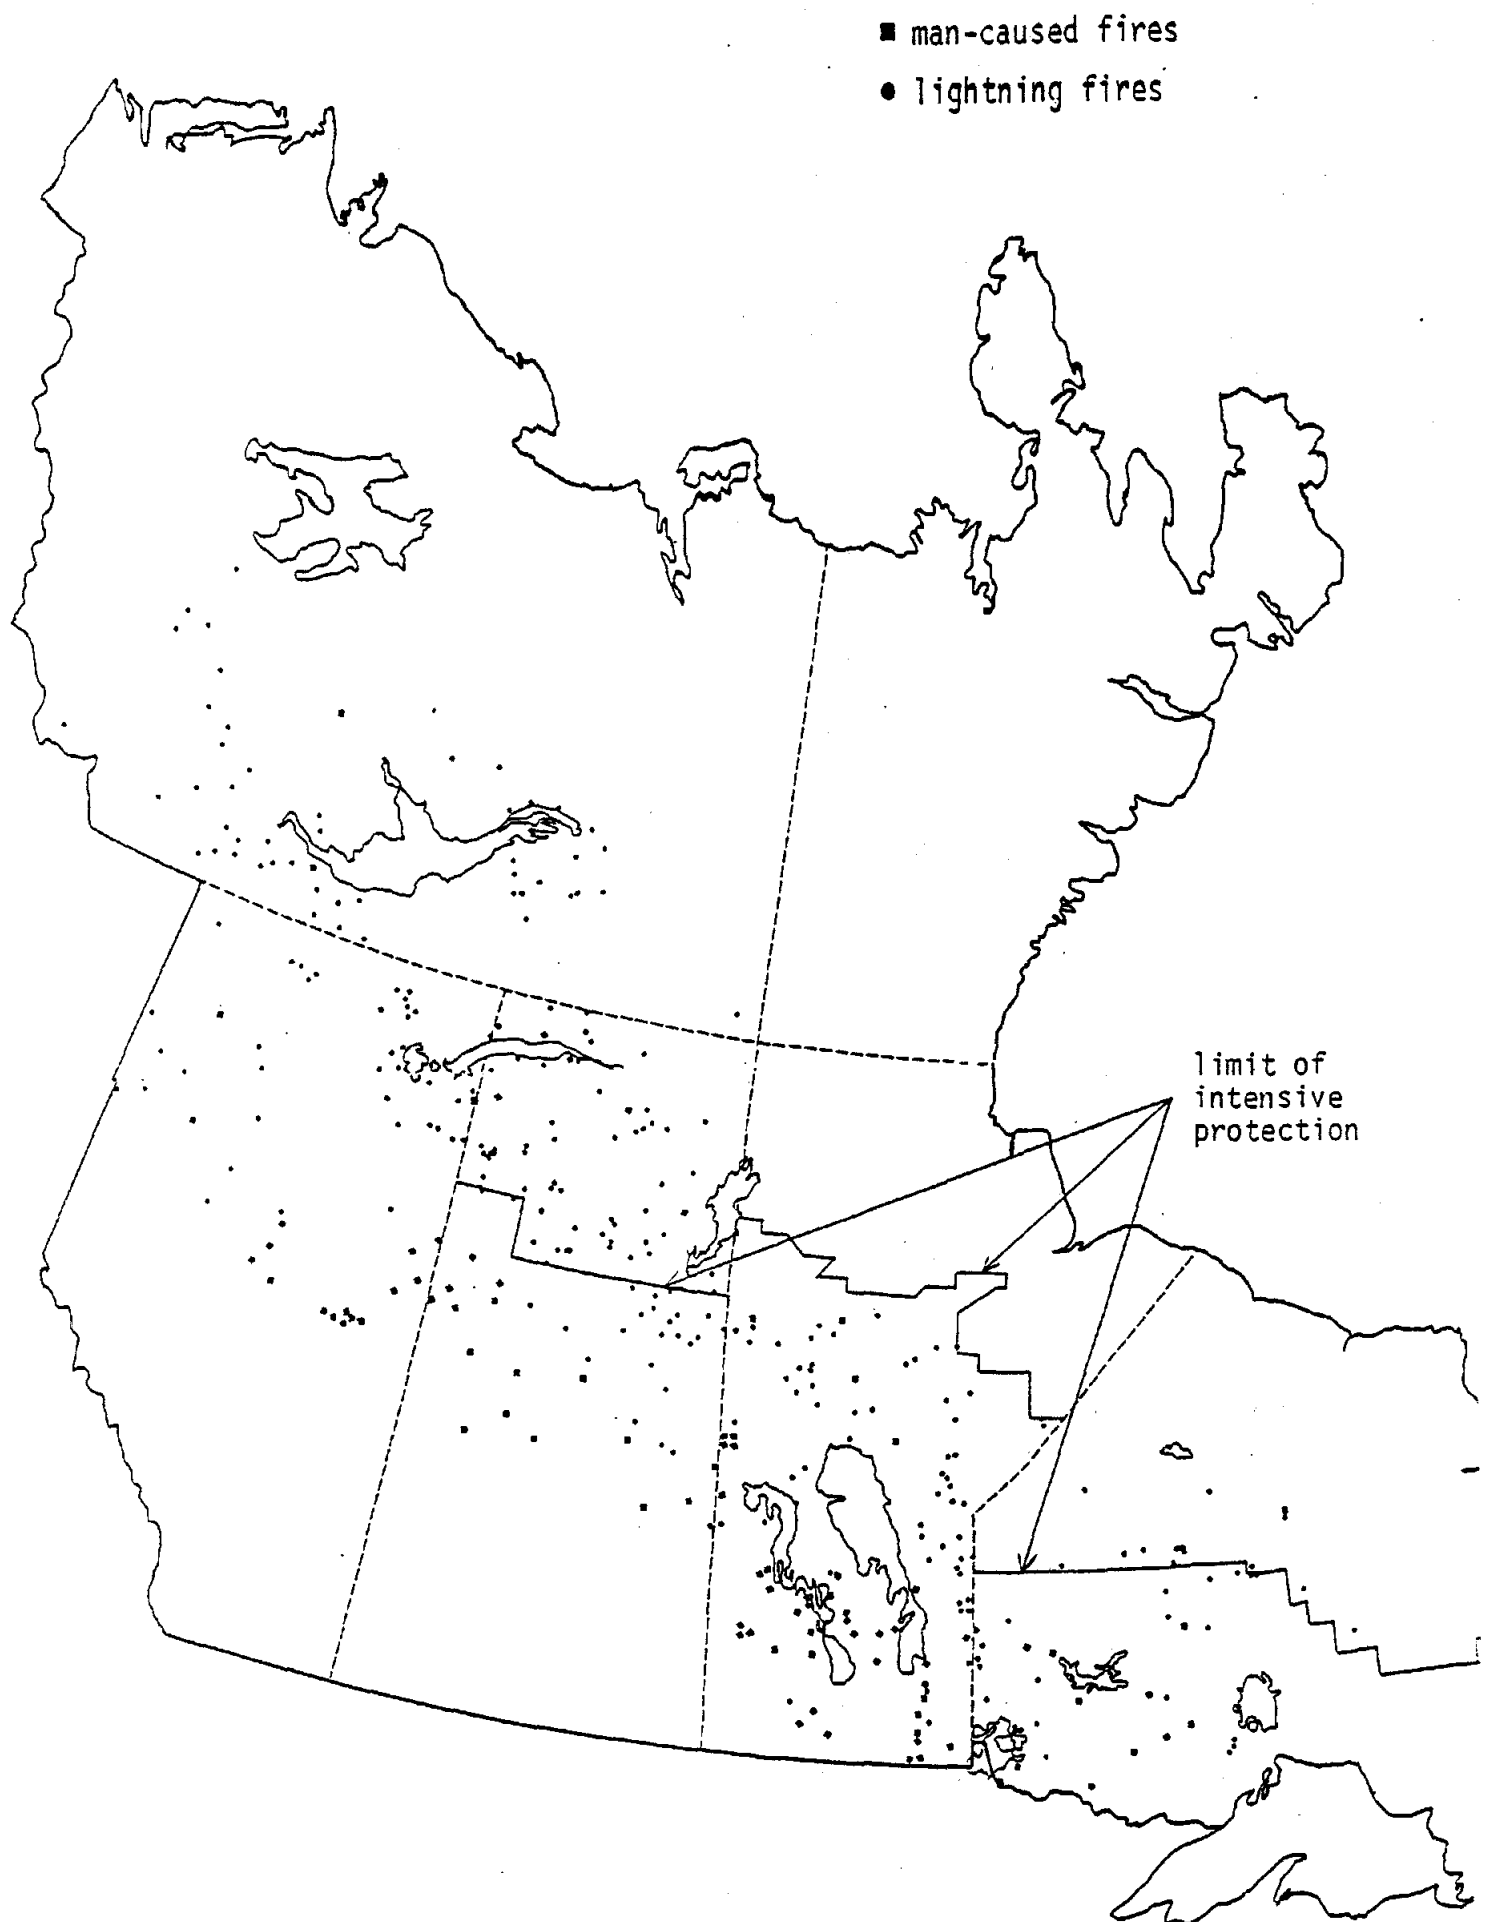 man-caused fires
lightning fires
limit of
intensive
protection